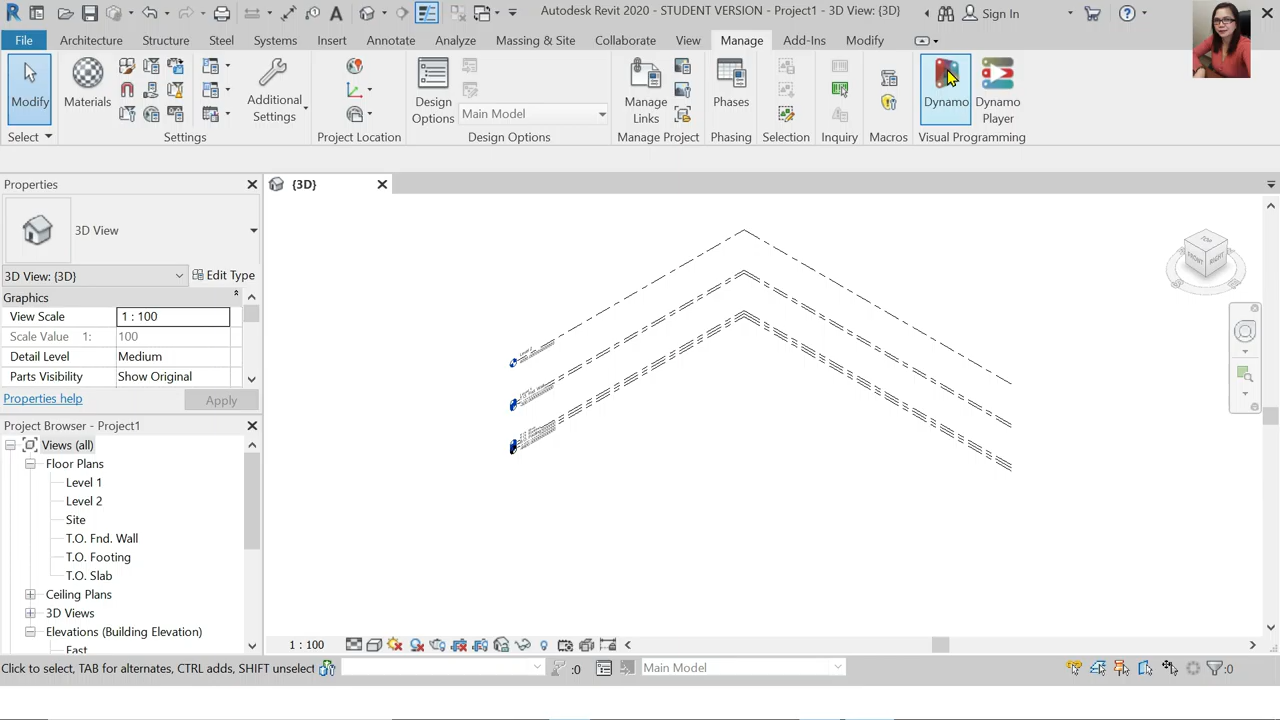 Autodesk Revit 2020 - STUDENT VERSION - Project1 - 3D View: {3D}
Sign In
File Architecture Structure Steel Systems Insert Annotate Analyze Massing & Site Collaborate View Manage Add-Ins Modify
Modify
Materials
Additional
Settings
Design
Options
Main Model
Manage
Links
Phases
Dynamo
Dynamo
Player
Select Settings Project Location Design Options Manage Project Phasing Selection Inquiry Macros Visual Programming
Properties
{3D}
3D View
3D View: {3D}
Edit Type
Graphics
View Scale 1 : 100
Scale Value 1: 100
Detail Level Medium
Parts Visibility Show Original
Properties help
Apply
Project Browser - Project1
Views (all)
Floor Plans
Level 1
Level 2
Site
T.O. Fnd. Wall
T.O. Footing
T.O. Slab
Ceiling Plans
3D Views
Elevations (Building Elevation)
East
TOP
FRONT
RIGHT
1 : 100
Click to select, TAB for alternates, CTRL adds, SHIFT unselect
:0
Main Model
:0